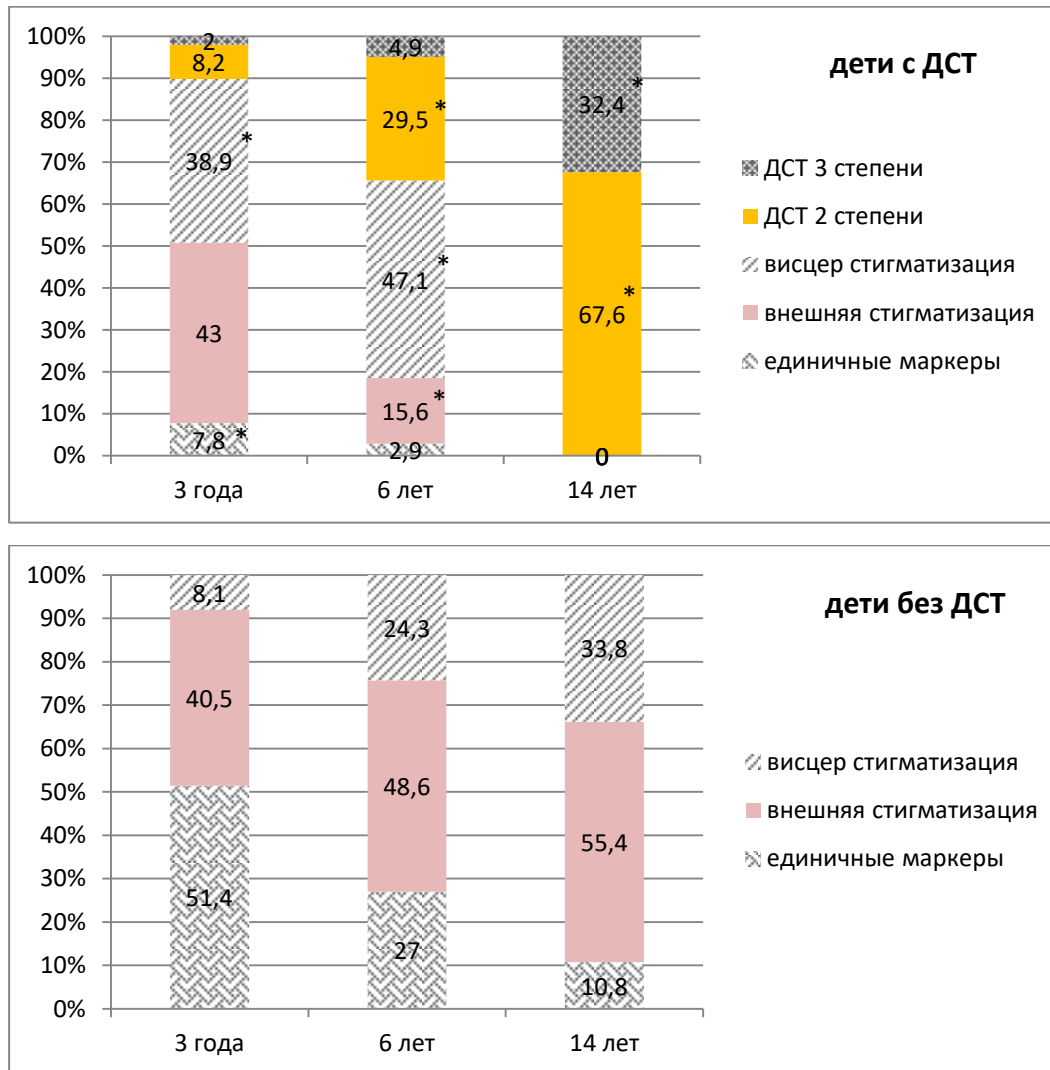 дети с ДСТ
100%
90%
80%
70%
60%
50%
40%
30%
20%
10%
0%
2
8,2
38,9 *
43
7,8 *
4,9
29,5 *
47,1 *
15,6 *
2,9
32,4 *
67,6 *
0
3 года
6 лет
14 лет
ДСТ 3 степени
ДСТ 2 степени
висцер стигматизация
внешняя стигматизация
единичные маркеры
дети без ДСТ
100%
90%
80%
70%
60%
50%
40%
30%
20%
10%
0%
8,1
40,5
51,4
24,3
48,6
27
33,8
55,4
10,8
3 года
6 лет
14 лет
висцер стигматизация
внешняя стигматизация
единичные маркеры